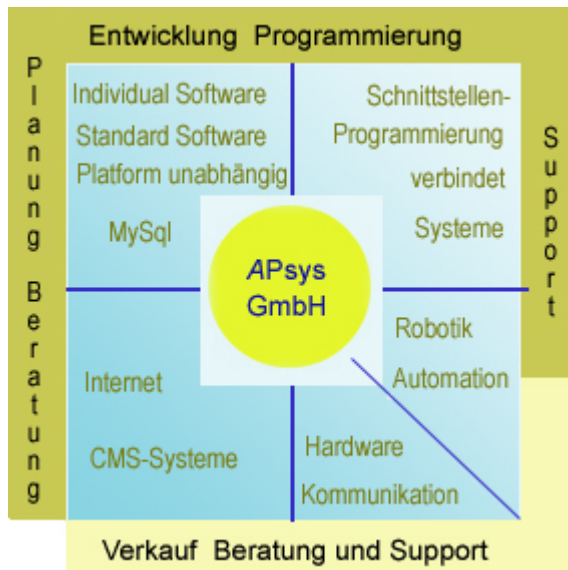 Entwicklung Programmierung
Planung Beratung
Individual Software
Standard Software
Platform unabhängig
MySql
Schnittstellen-
Programmierung
verbindet
Systeme
Support
APsys
GmbH
Internet
CMS-Systeme
Robotik
Automation
Hardware
Kommunikation
Verkauf Beratung und Support